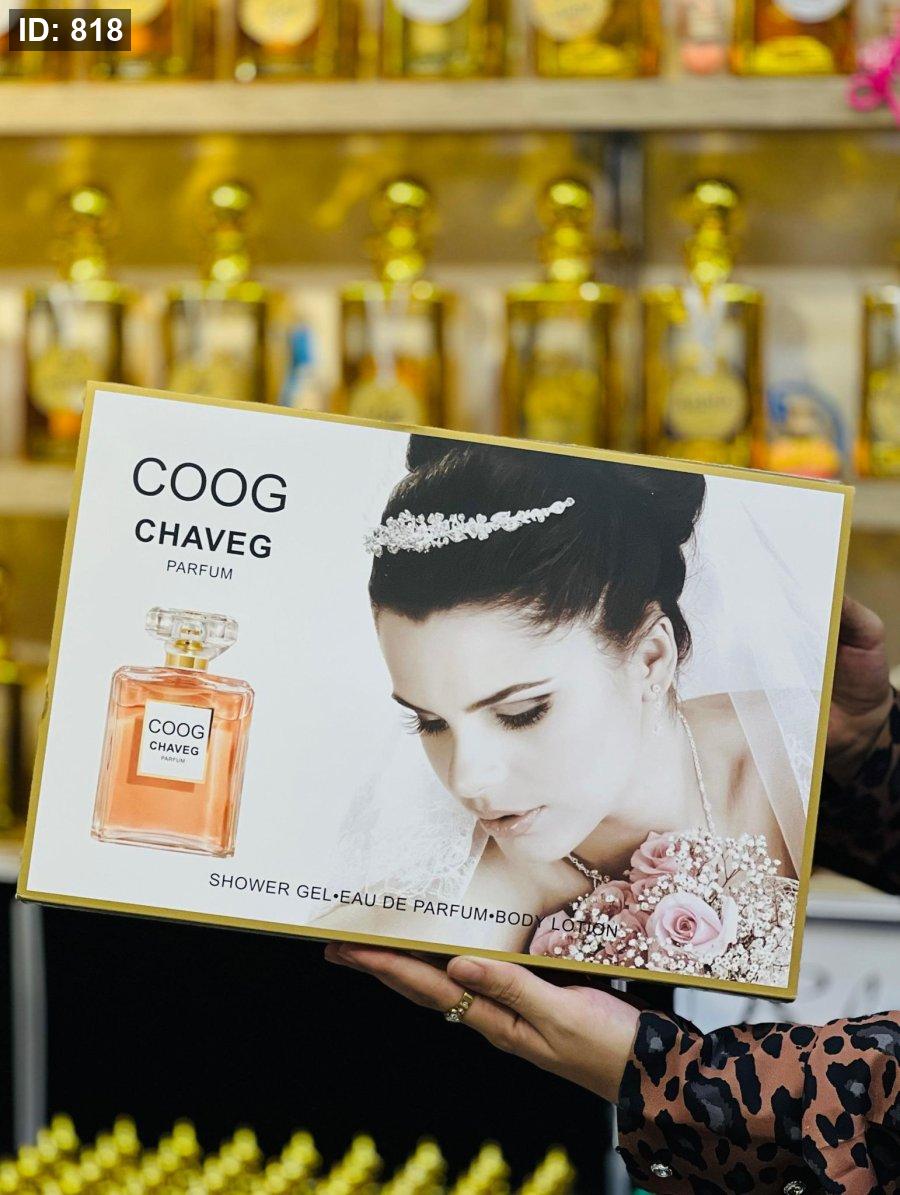 ID: 818
COOG
CHAVEG
PARFUM
COOG
CHAVEG
PARFUM
SHOWER GEL•EAU DE PARFUM•BODY LOTION